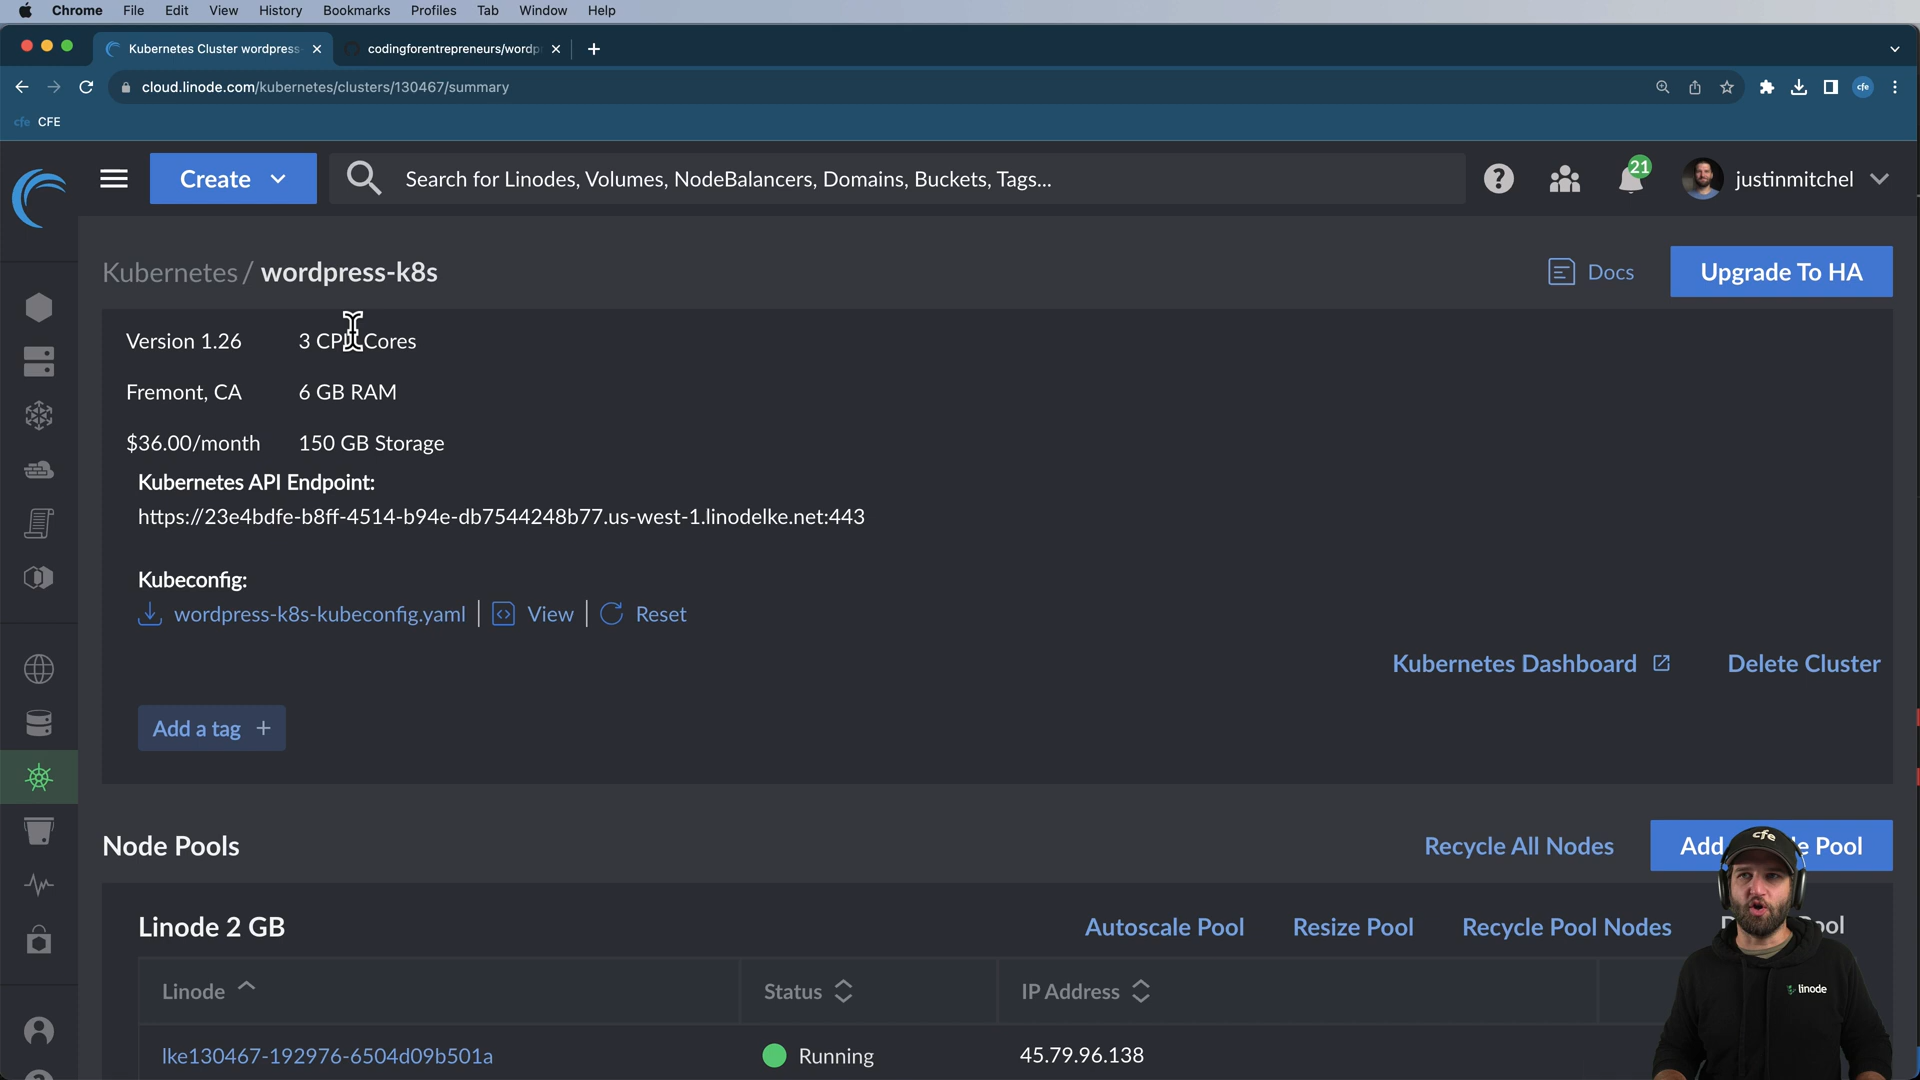 Chrome File Edit View History Bookmarks Profiles Tab Window Help
Kubernetes Cluster wordpress codingforentrepreneurs/wordp
cloud.linode.com/kubernetes/clusters/130467/summary
cfe
cfe CFE
Create Search for Linodes, Volumes, NodeBalancers, Domains, Buckets, Tags... 21 justinmitchel
Kubernetes / wordpress-k8s Docs Upgrade To HA
Version 1.26 3 CPU Cores
Fremont, CA 6 GB RAM
$36.00/month 150 GB Storage
Kubernetes API Endpoint:
https://23e4bdfe-b8ff-4514-b94e-db7544248b77.us-west-1.linodelke.net:443
Kubeconfig:
wordpress-k8s-kubeconfig.yaml View Reset
Kubernetes Dashboard Delete Cluster
Add a tag +
Node Pools Recycle All Nodes Add e Pool
cfe
Linode 2 GB Autoscale Pool Resize Pool Recycle Pool Nodes ool
Linode Status IP Address
linode
lke130467-192976-6504d09b501a Running 45.79.96.138